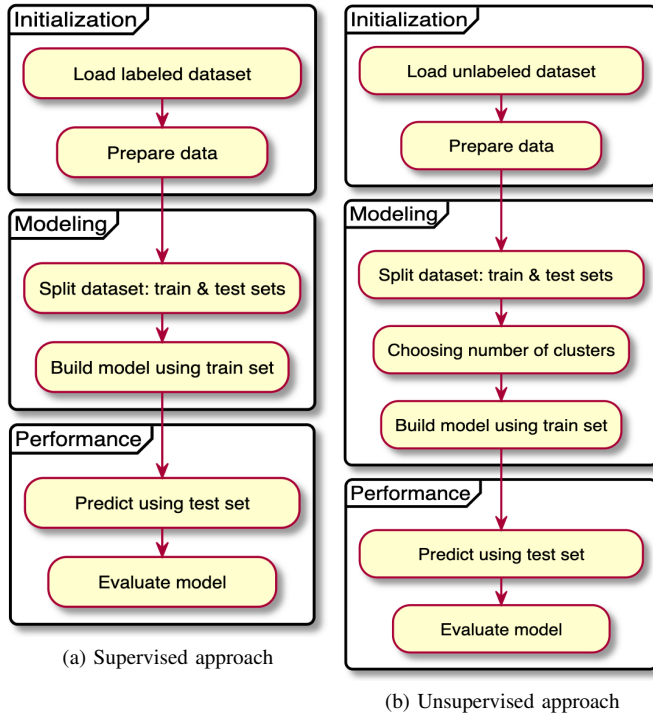 Initialization
Load labeled dataset
Prepare data
Modeling
Split dataset: train & test sets
Build model using train set
Performance
Predict using test set
Evaluate model
(a) Supervised approach
Initialization
Load unlabeled dataset
Prepare data
Modeling
Split dataset: train & test sets
Choosing number of clusters
Build model using train set
Performance
Predict using test set
Evaluate model
(b) Unsupervised approach